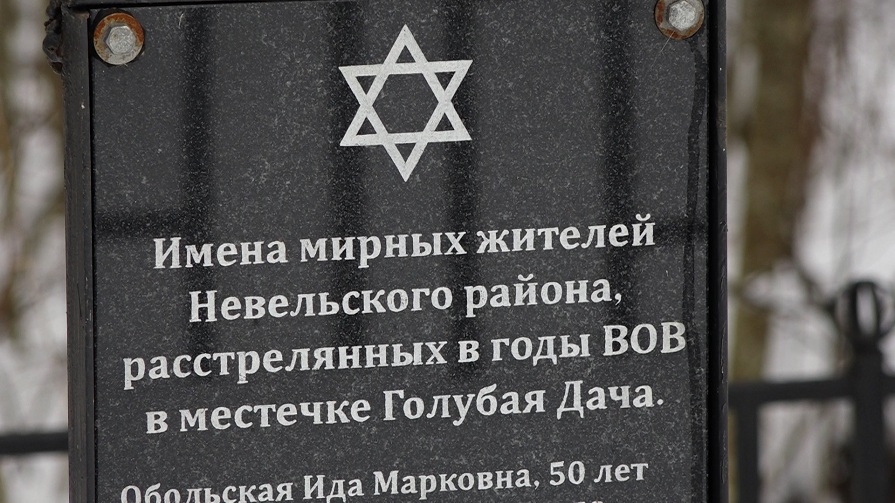 Имена мирных жителей
Невельского района,
расстрелянных в годы ВОВ
в местечке Голубая Дача.
Обольская Ида Марковна, 50 лет